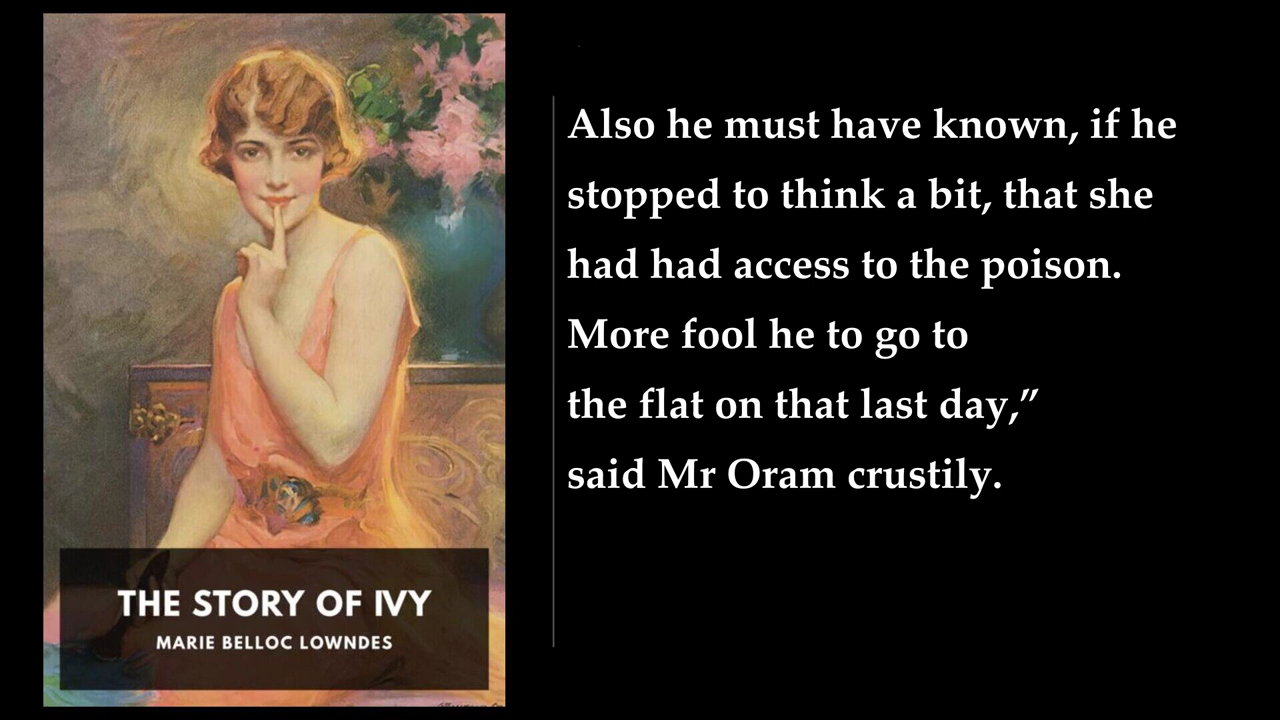 THE STORY OF IVY
MARIE BELLOC LOWNDES
Also he must have known, if he
stopped to think a bit, that she
had had access to the poison.
More fool he to go to
the flat on that last day,”
said Mr Oram crustily.